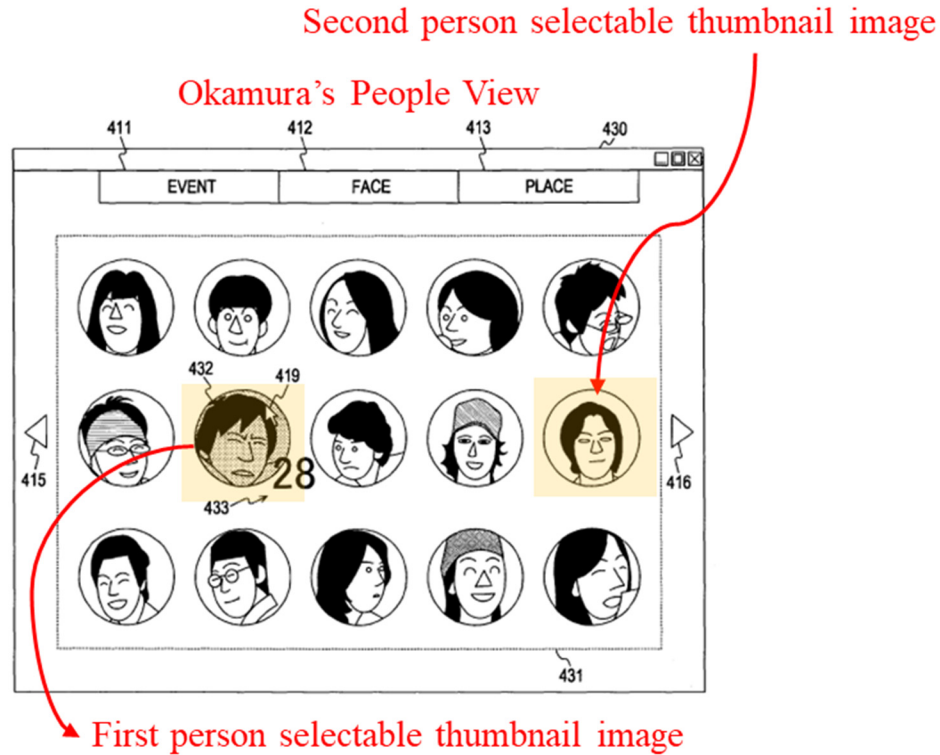 Second person selectable thumbnail image
Okamura's People View
411 412 413 430
EVENT FACE PLACE
432 419
415 28 416
433
431
First person selectable thumbnail image